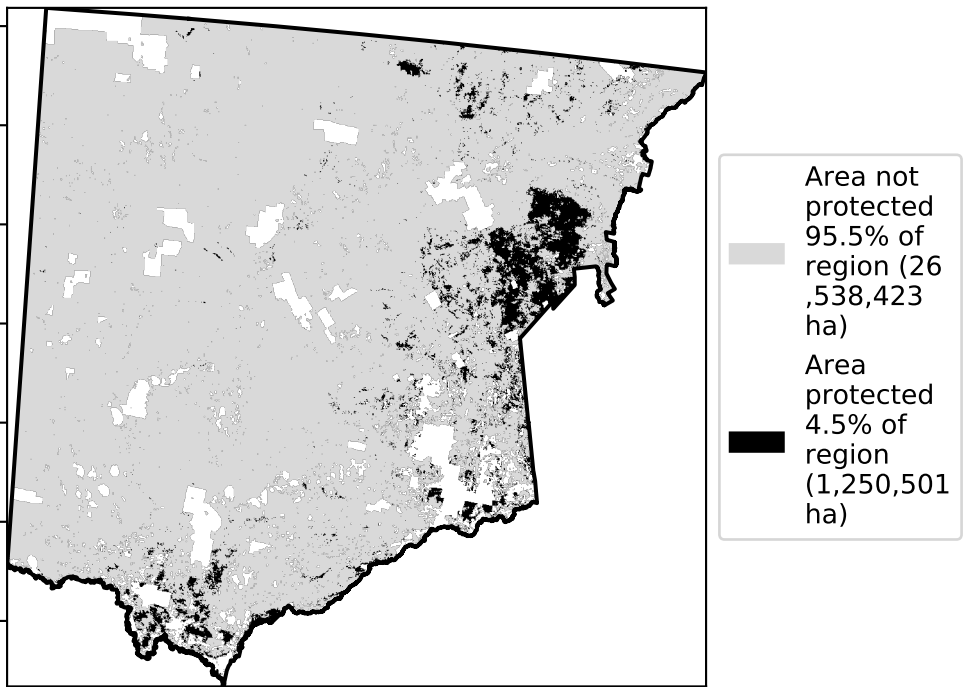 Area not
protected
95.5% of
region (26
,538,423
ha)
Area
protected
4.5% of
region
(1,250,501
ha)